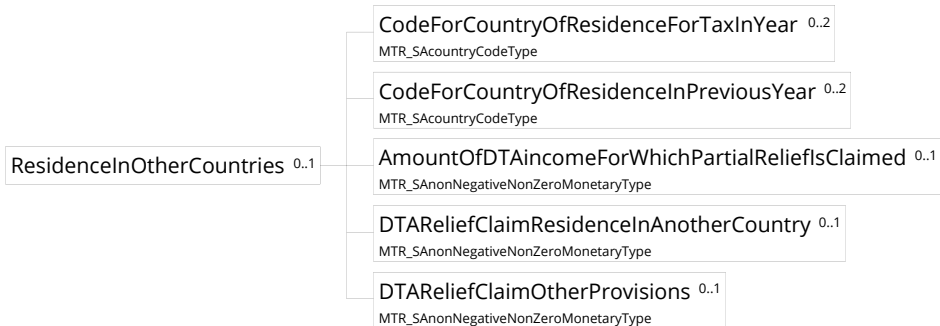 CodeForCountryOfResidenceForTaxInYear 0..2
MTR_SAcountryCodeType
CodeForCountryOfResidenceInPreviousYear 0..2
MTR_SAcountryCodeType
ResidenceInOtherCountries 0..1
AmountOfDTAincomeForWhichPartialReliefIsClaimed 0..1
MTR_SAnonNegativeNonZeroMonetaryType
DTAReliefClaimResidenceInAnotherCountry 0..1
MTR_SAnonNegativeNonZeroMonetaryType
DTAReliefClaimOtherProvisions 0..1
MTR_SAnonNegativeNonZeroMonetaryType